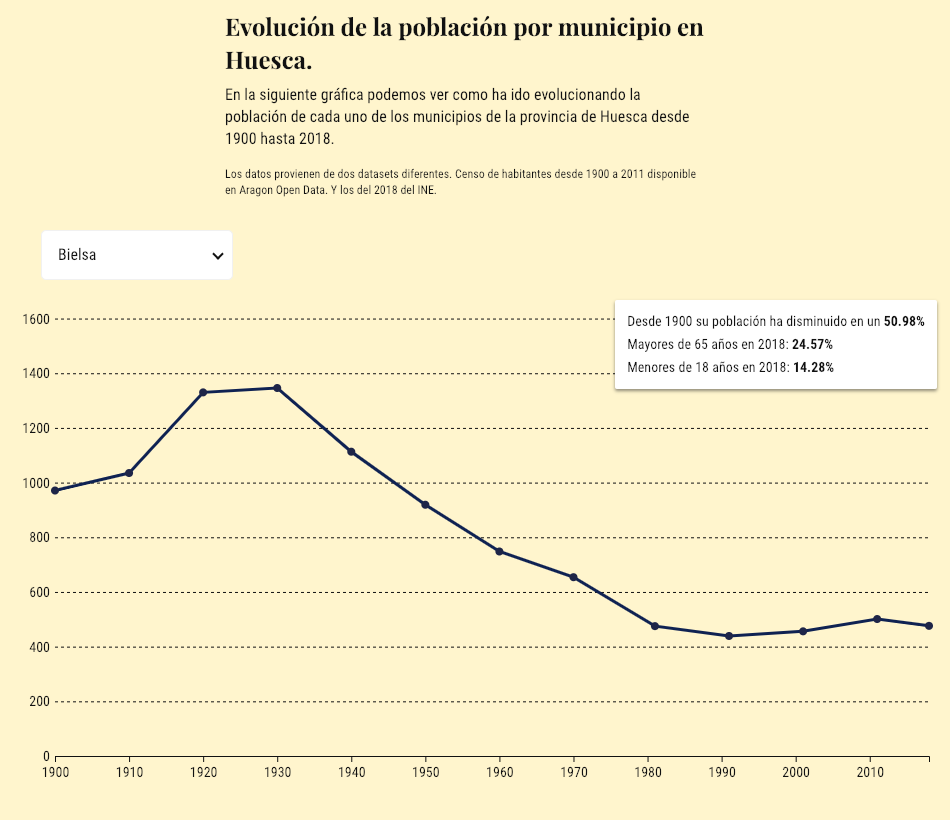 Evolución de la población por municipio en
Huesca.
En la siguiente gráfica podemos ver como ha ido evolucionando la
población de cada uno de los municipios de la provincia de Huesca desde
1900 hasta 2018.
Los datos provienen de dos datasets diferentes. Censo de habitantes desde 1900 a 2011 disponible
en Aragon Open Data. Y los del 2018 del INE.
Bielsa
Desde 1900 su población ha disminuido en un 50.98%
Mayores de 65 años en 2018: 24.57%
Menores de 18 años en 2018: 14.28%
1600
1400
1200
1000
800
600
400
200
0
1900 1910 1920 1930 1940 1950 1960 1970 1980 1990 2000 2010